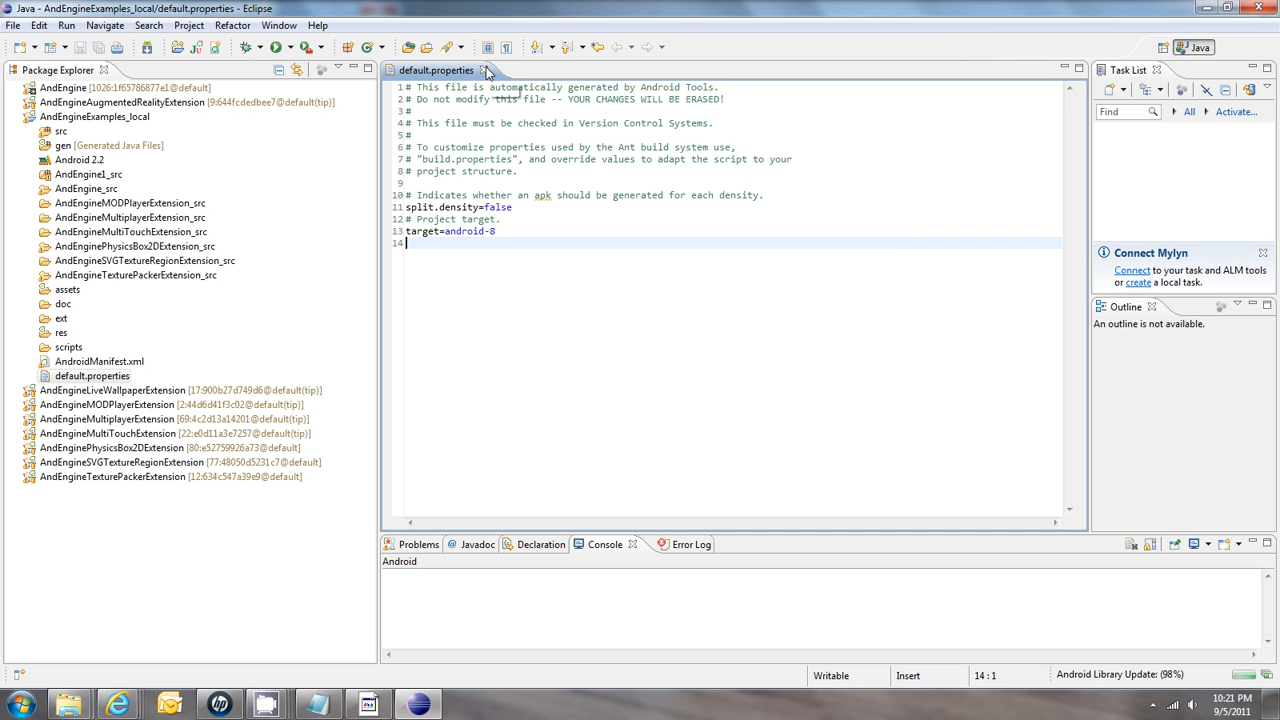 Java - AndEngineExamples_local/default.properties - Eclipse
File Edit Run Navigate Search Project Refactor Window Help
Java
Package Explorer
AndEngine [1026:1f65786877e1@default]
AndEngineAugmentedRealityExtension [9:644fcdedbee7@default(tip)]
AndEngineExamples_local
src
gen [Generated Java Files]
Android 2.2
AndEngine1_src
AndEngine_src
AndEngineMODPlayerExtension_src
AndEngineMultiplayerExtension_src
AndEngineMultiTouchExtension_src
AndEnginePhysicsBox2DExtension_src
AndEngineSVGTextureRegionExtension_src
AndEngineTexturePackerExtension_src
assets
doc
ext
res
scripts
AndroidManifest.xml
default.properties
AndEngineLiveWallpaperExtension [17:900b27d749d6@default(tip)]
AndEngineMODPlayerExtension [2:44d6d41f3c02@default(tip)]
AndEngineMultiplayerExtension [69:4c2d13a14201@default(tip)]
AndEngineMultiTouchExtension [22:e0d11a3e7257@default(tip)]
AndEnginePhysicsBox2DExtension [80:e52759926a73@default]
AndEngineSVGTextureRegionExtension [77:48050d5231c7@default]
AndEngineTexturePackerExtension [12:634c547a39e9@default]
default.properties
1 # This file is automatically generated by Android Tools.
2 # Do not modify this file -- YOUR CHANGES WILL BE ERASED!
3 #
4 # This file must be checked in Version Control Systems.
5 #
6 # To customize properties used by the Ant build system use,
7 # "build.properties", and override values to adapt the script to your
8 # project structure.
9
10 # Indicates whether an apk should be generated for each density.
11 split.density=false
12 # Project target.
13 target=android-8
14
Task List
Find All Activate...
Connect Mylyn
Connect to your task and ALM tools
or create a local task.
Outline
An outline is not available.
Problems Javadoc Declaration Console Error Log
Android
Writable Insert 14 : 1 Android Library Update: (98%)
10:21 PM
9/5/2011